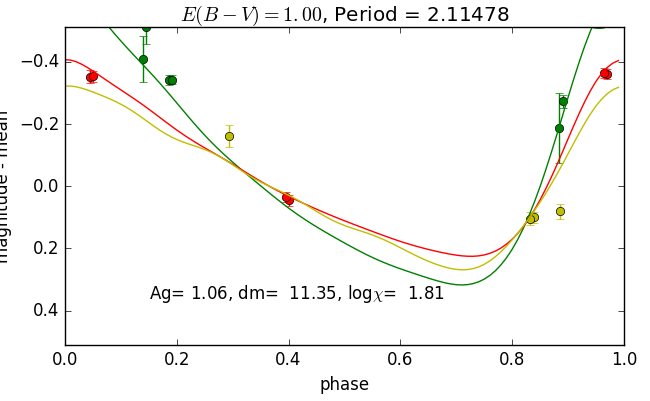 E(B − V) = 1.00, Period = 2.11478
magnitude - mean
−0.4
−0.2
0.0
0.2
0.4
Ag= 1.06, dm= 11.35, logχ= 1.81
0.0 0.2 0.4 0.6 0.8 1.0
phase